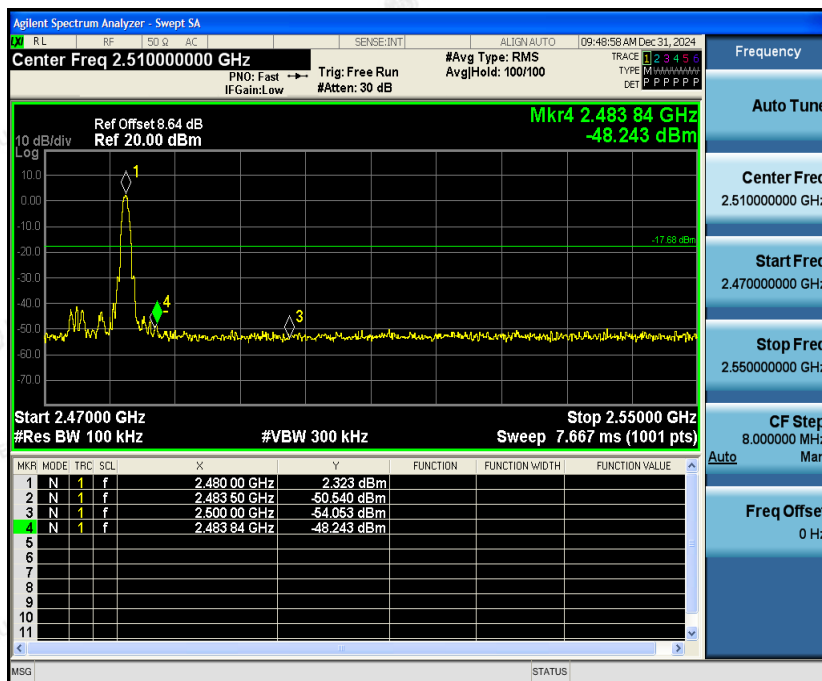 Agilent Spectrum Analyzer - Swept SA
LXI RL RF 50 Ω AC SENSE:INT ALIGN AUTO 09:48:58 AM Dec 31, 2024
Center Freq 2.510000000 GHz
#Avg Type: RMS
TRACE 1 2 3 4 5 6
PNO: Fast Trig: Free Run Avg|Hold: 100/100
TYPE M W W W W W
IFGain:Low #Atten: 30 dB
DET P P P P P P
Mkr4 2.483 84 GHz
-48.243 dBm
Ref Offset 8.64 dB
10 dB/div Ref 20.00 dBm
Log
10.0
0.00
-10.0
-20.0
-30.0
-40.0
-50.0
-60.0
-70.0
1
4
3
-17.68 dBm
Start 2.47000 GHz Stop 2.55000 GHz
#Res BW 100 kHz #VBW 300 kHz Sweep 7.667 ms (1001 pts)
MKR MODE TRC SCL X Y FUNCTION FUNCTION WIDTH FUNCTION VALUE
1 N 1 f 2.480 00 GHz 2.323 dBm
2 N 1 f 2.483 50 GHz -50.540 dBm
3 N 1 f 2.500 00 GHz -54.053 dBm
4 N 1 f 2.483 84 GHz -48.243 dBm
5
6
7
8
9
10
11
MSG STATUS
Frequency
Auto Tune
Center Freq
2.510000000 GHz
Start Freq
2.470000000 GHz
Stop Freq
2.550000000 GHz
CF Step
8.000000 MHz
Auto Man
Freq Offset
0 Hz